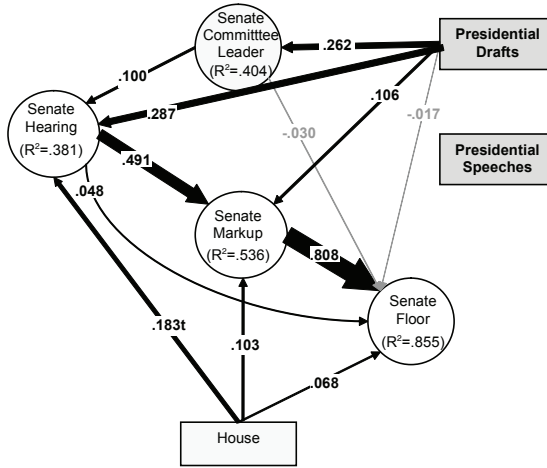 Senate
Committtee
Leader
(R²=.404)
.262
Presidential
Drafts
.100
.287
.106
-.030
-.017
Senate
Hearing
(R²=.381)
.491
Presidential
Speeches
.048
Senate
Markup
(R²=.536)
.808
Senate
Floor
(R²=.855)
.183t
.103
.068
House